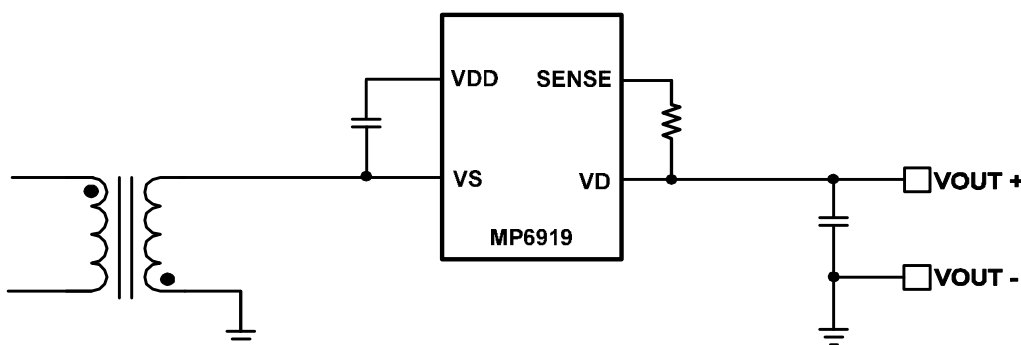 VDD
SENSE
VS
VD
MP6919
VOUT +
VOUT -